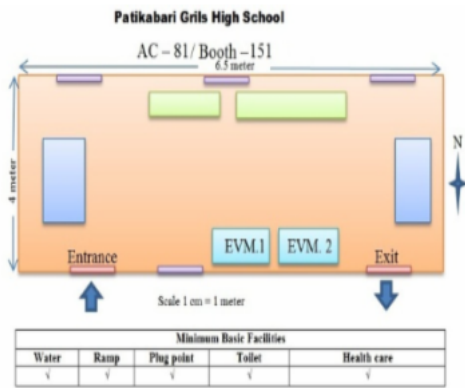 Patikabari Grils High School
AC – 81/ Booth –151
6.5 meter
4 meter
N
EVM.1 EVM. 2
Entrance Exit
Scale 1 cm = 1 meter
Minimum Basic Facilities
Water Ramp Plug point Toilet Health care
√ √ √ √ √